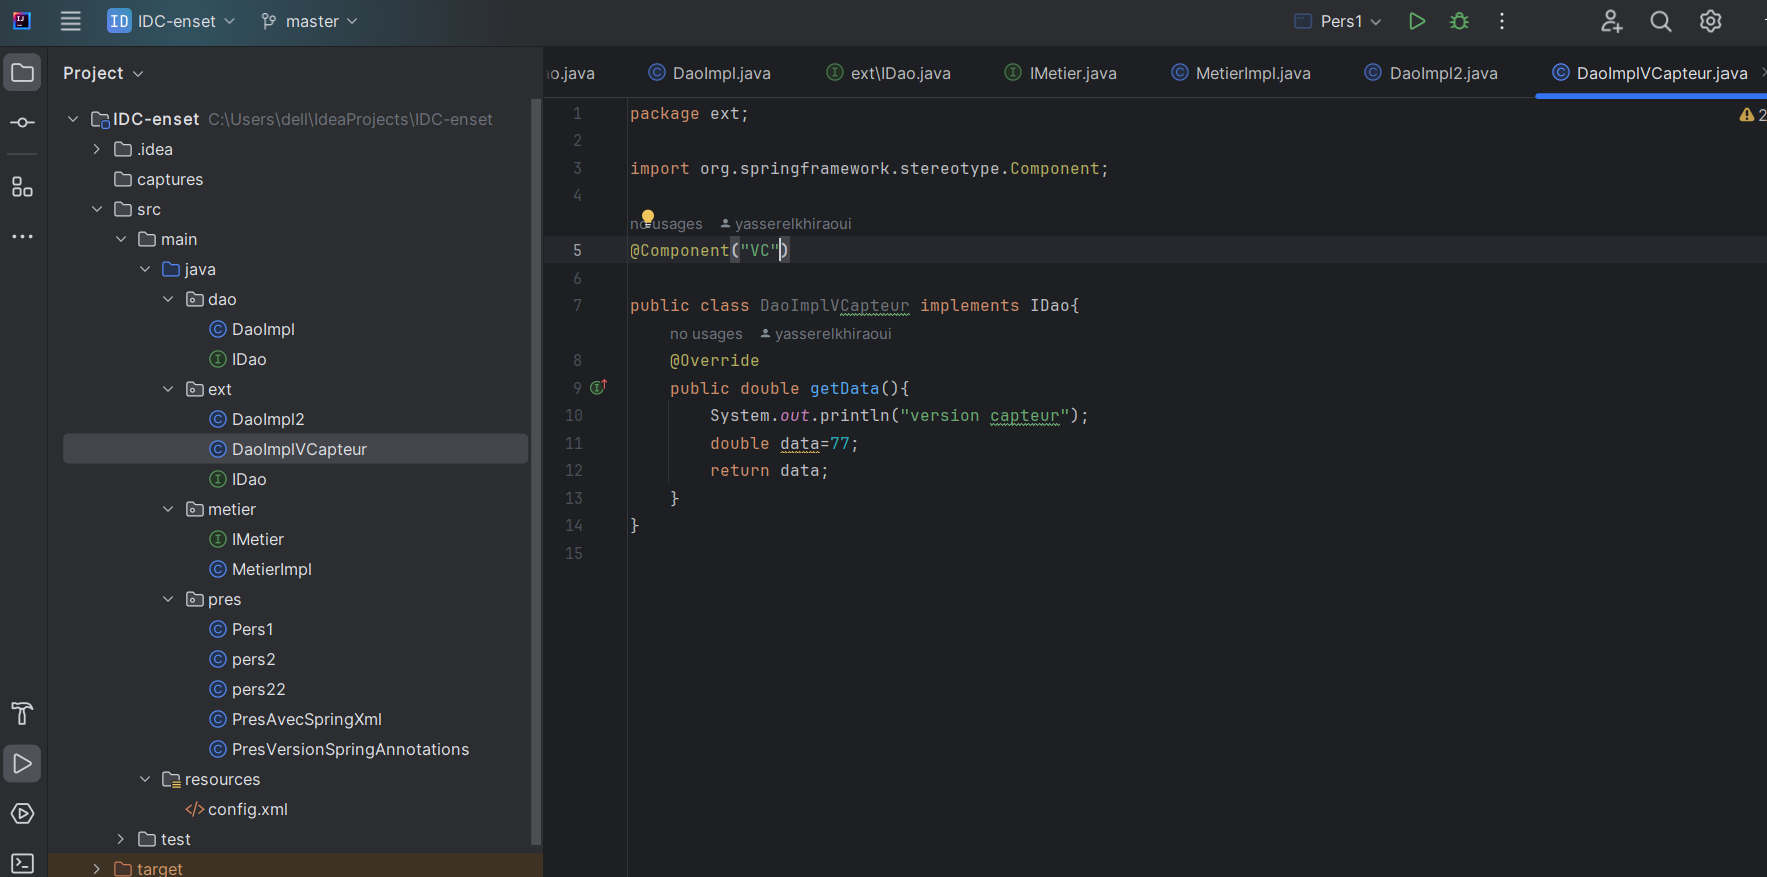 ID IDC-enset master Pers1
Project
IDC-enset C:\Users\dell\IdeaProjects\IDC-enset
.idea
captures
src
main
java
dao
DaoImpl
IDao
ext
DaoImpl2
DaoImplVCapteur
IDao
metier
IMetier
MetierImpl
pres
Pers1
pers2
pers22
PresAvecSpringXml
PresVersionSpringAnnotations
resources
config.xml
test
target
o.java DaoImpl.java ext\IDao.java IMetier.java MetierImpl.java DaoImpl2.java DaoImplVCapteur.java
1 package ext; 2
2
3 import org.springframework.stereotype.Component;
4
no usages yasserelkhiraoui
5 @Component("VC")
6
7 public class DaoImplVCapteur implements IDao{
no usages yasserelkhiraoui
8 @Override
9 public double getData(){
10 System.out.println("version capteur");
11 double data=77;
12 return data;
13 }
14 }
15